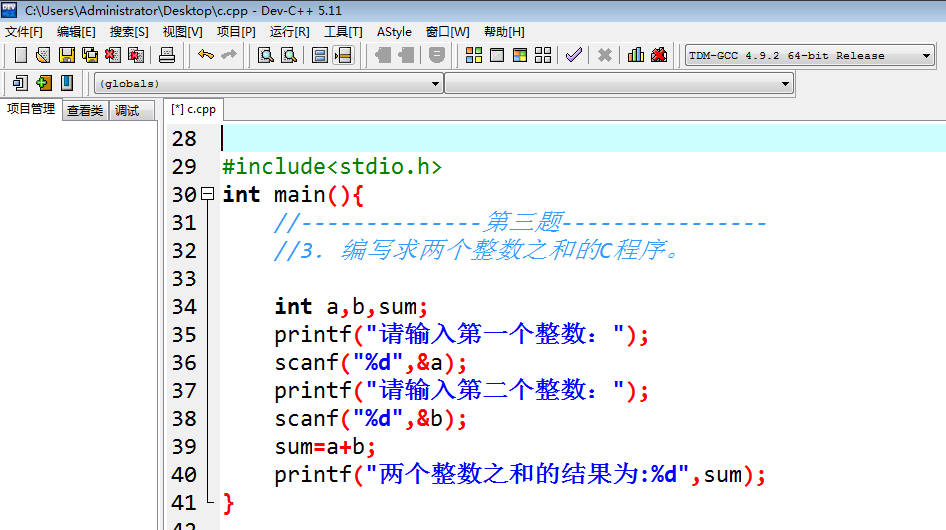 C:\Users\Administrator\Desktop\c.cpp - Dev-C++ 5.11
文件[F] 编辑[E] 搜索[S] 视图[V] 项目[P] 运行[R] 工具[T] AStyle 窗口[W] 帮助[H]
TDM-GCC 4.9.2 64-bit Release
(globals)
项目管理 查看类 调试 [*] c.cpp
28
29 #include<stdio.h>
30 int main(){
31 //--------------第三题----------------
32 //3. 编写求两个整数之和的C程序。
33
34 int a,b,sum;
35 printf("请输入第一个整数：");
36 scanf("%d",&a);
37 printf("请输入第二个整数：");
38 scanf("%d",&b);
39 sum=a+b;
40 printf("两个整数之和的结果为:%d",sum);
41 }
42